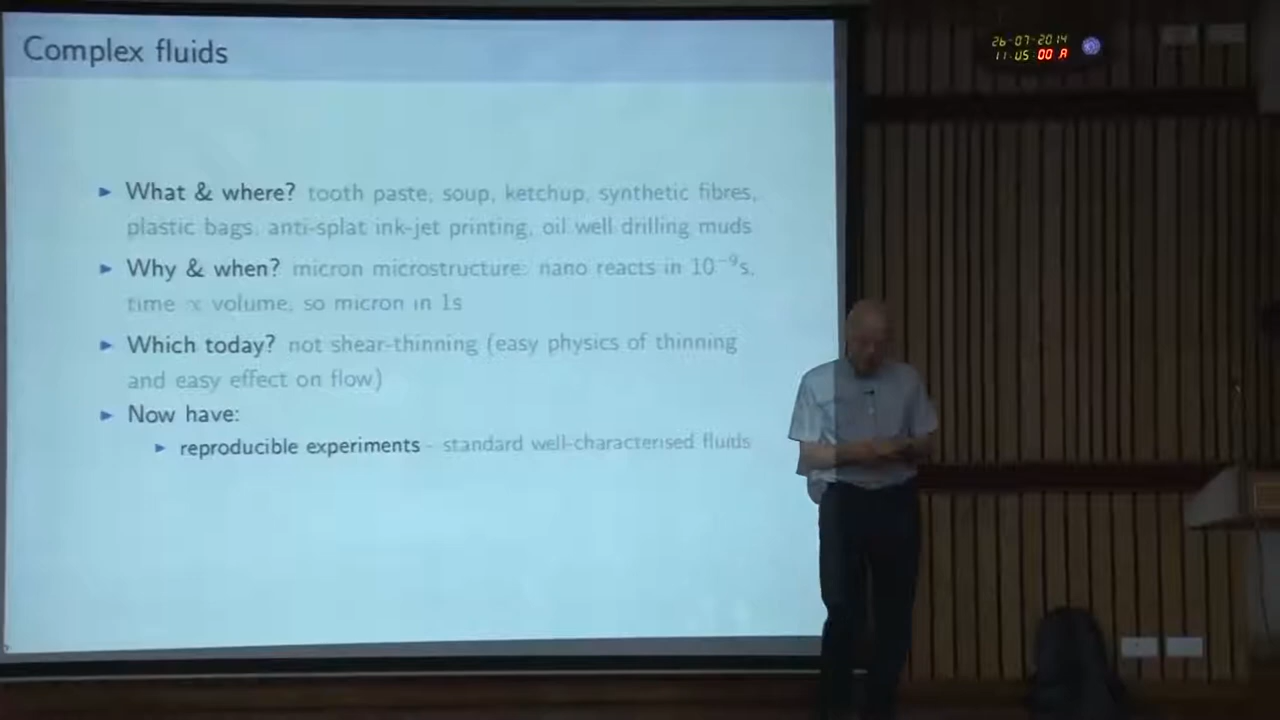 Complex fluids
► What & where? tooth paste, soup, ketchup, synthetic fibres,
plastic bags, anti-splat ink-jet printing, oil well drilling muds
► Why & when? micron microstructure: nano reacts in 10⁻⁹s,
time ∝ volume, so micron in 1s
► Which today? not shear-thinning (easy physics of thinning
and easy effect on flow)
► Now have:
► reproducible experiments - standard well-characterised fluids
26-07-2014
11:05:00 A